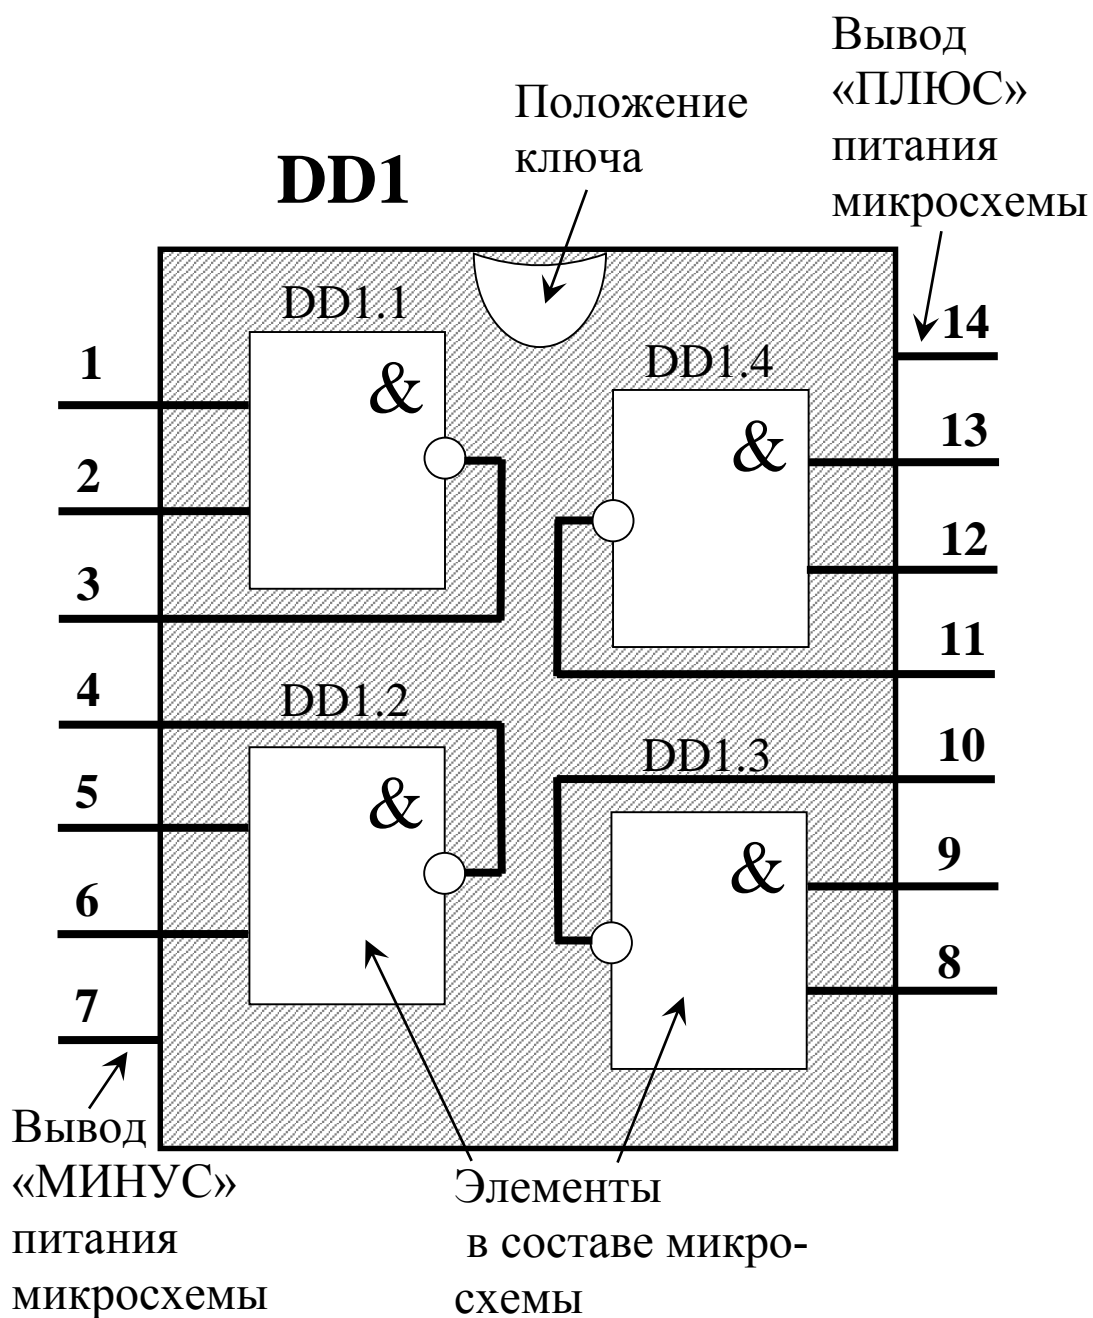 Вывод
«ПЛЮС»
питания
микросхемы
Положение
ключа
DD1
DD1.1
&
1
2
3
4
DD1.2
&
5
6
7
14
DD1.4
&
13
12
11
10
DD1.3
&
9
8
Вывод
«МИНУС»
питания
микросхемы
Элементы
в составе микро-
схемы